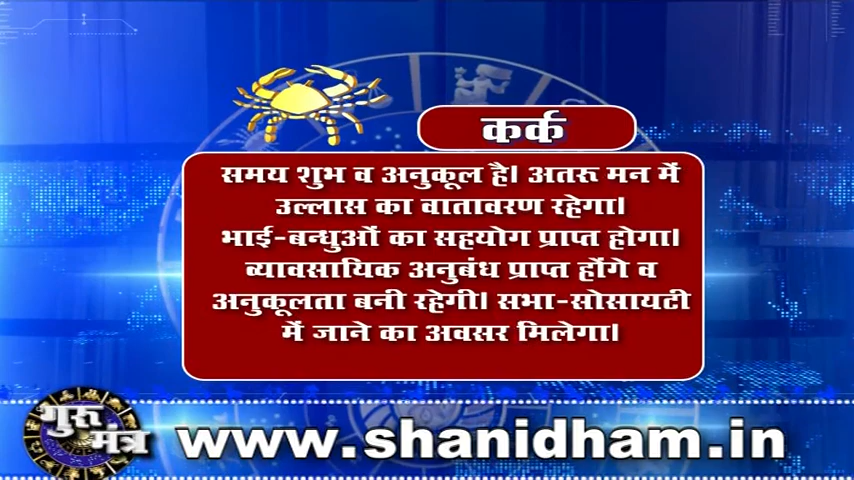 कर्क
समय शुभ व अनुकूल है। अतरू मन में
उल्लास का वातावरण रहेगा।
भाई-बन्धुओं का सहयोग प्राप्त होगा।
व्यावसायिक अनुबंध प्राप्त होंगे व
अनुकूलता बनी रहेगी। सभा-सोसायटी
में जाने का अवसर मिलेगा।
गुरु
मंत्र
www.shanidham.in